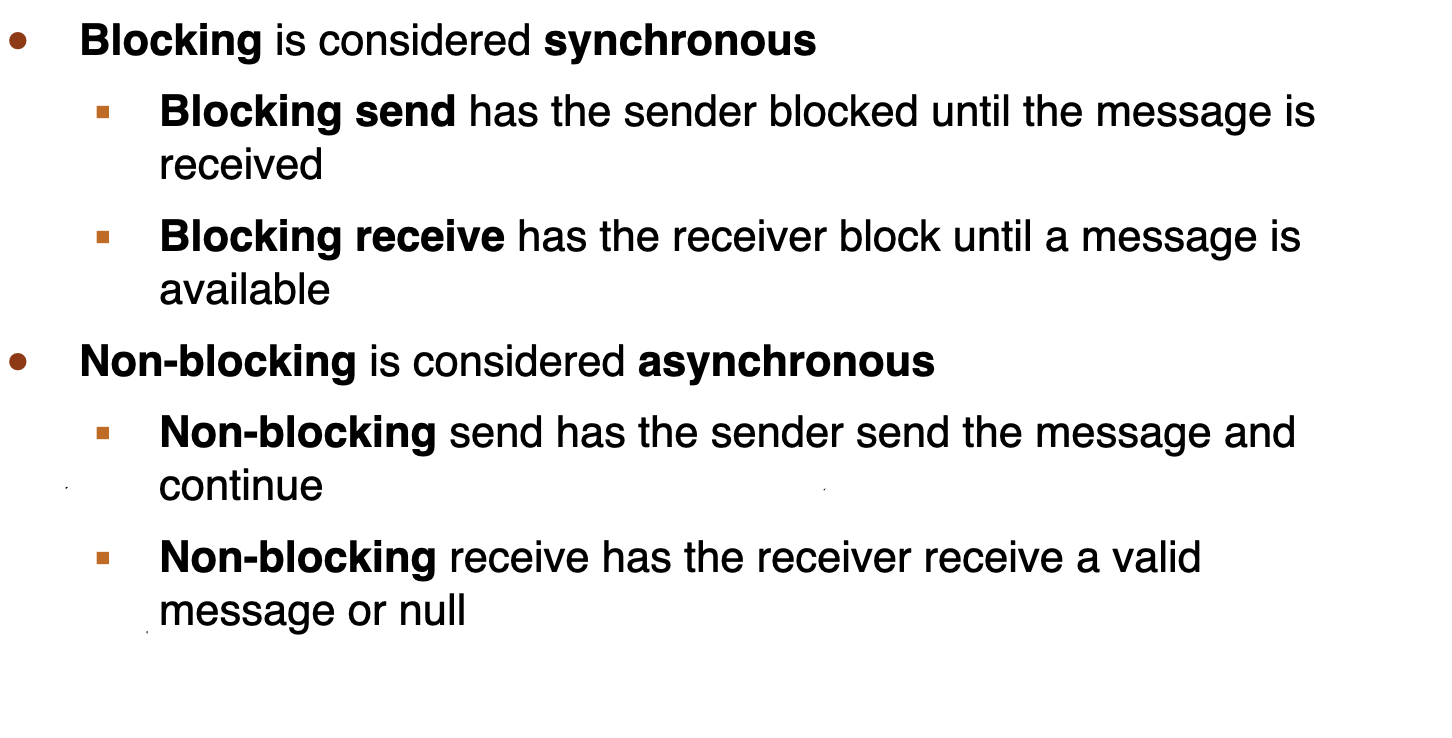 Blocking is considered synchronous
Blocking send has the sender blocked until the message is
received
Blocking receive has the receiver block until a message is
available
Non-blocking is considered asynchronous
Non-blocking send has the sender send the message and
continue
Non-blocking receive has the receiver receive a valid
message or null